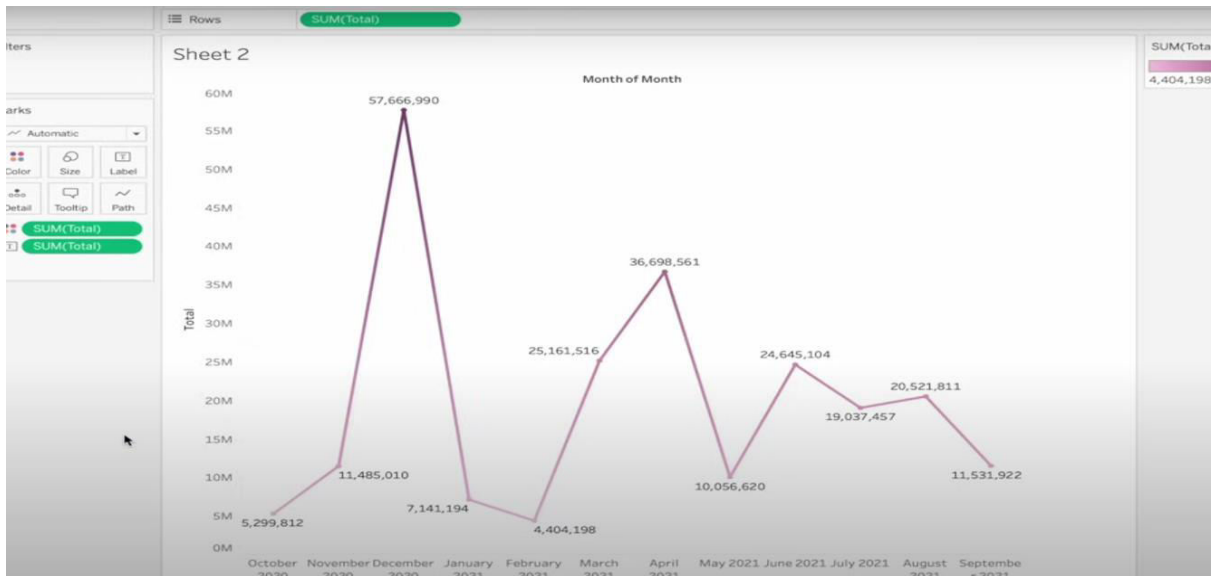 Rows
SUM(Total)
Sheet 2
SUM(Tota
4,404,198
Automatic
Color
Size
Label
Detail
Tooltip
Path
SUM(Total)
SUM(Total)
Month of Month
Total
60M
55M
50M
45M
40M
35M
30M
25M
20M
15M
10M
5M
0M
57,666,990
36,698,561
25,161,516
24,645,104
20,521,811
19,037,457
11,485,010
10,056,620
11,531,922
7,141,194
5,299,812
4,404,198
October November December January February March April May 2021 June 2021 July 2021 August Septembe